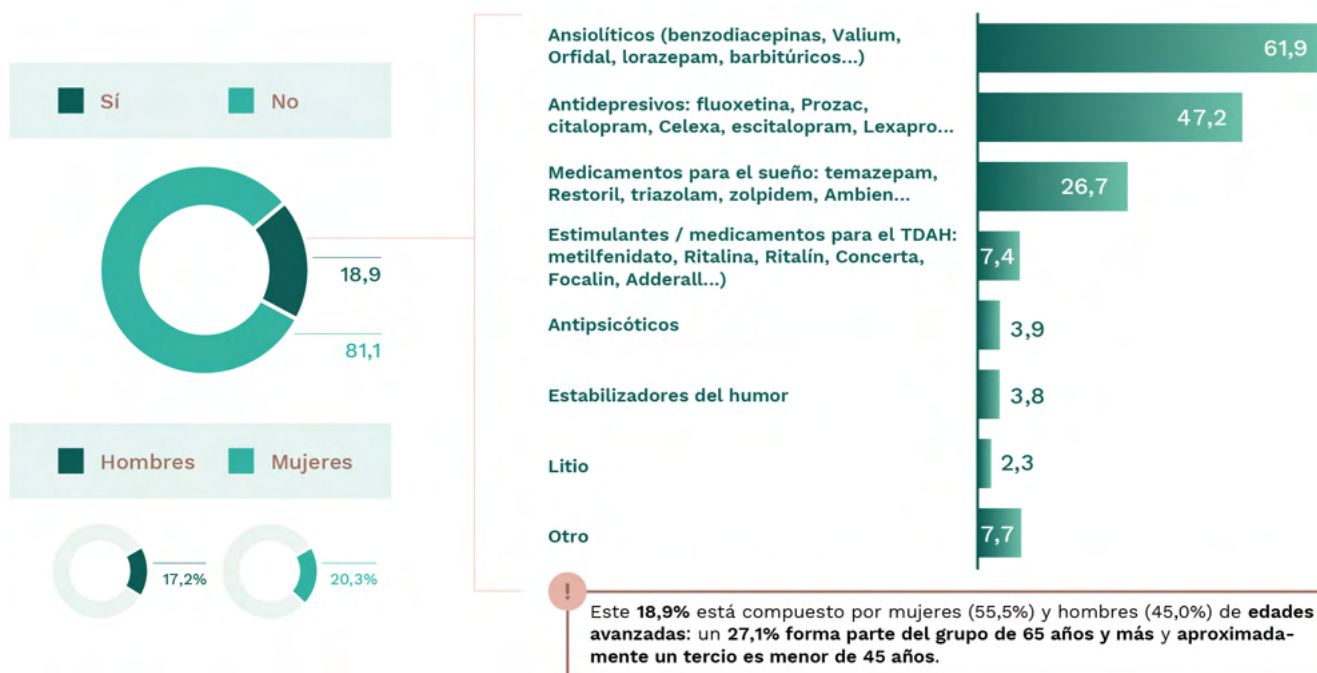 Sí
No
18,9
81,1
Hombres
Mujeres
17,2%
20,3%
Ansiolíticos (benzodiacepinas, Valium,
Orfidal, lorazepam, barbitúricos...)
61,9
Antidepresivos: fluoxetina, Prozac,
citalopram, Celexa, escitalopram, Lexapro...
47,2
Medicamentos para el sueño: temazepam,
Restoril, triazolam, zolpidem, Ambien...
26,7
Estimulantes / medicamentos para el TDAH:
metilfenidato, Ritalina, Ritalín, Concerta,
Focalin, Adderall...)
7,4
Antipsicóticos
3,9
Estabilizadores del humor
3,8
Litio
2,3
Otro
7,7
!
Este 18,9% está compuesto por mujeres (55,5%) y hombres (45,0%) de edades
avanzadas: un 27,1% forma parte del grupo de 65 años y más y aproximada-
mente un tercio es menor de 45 años.